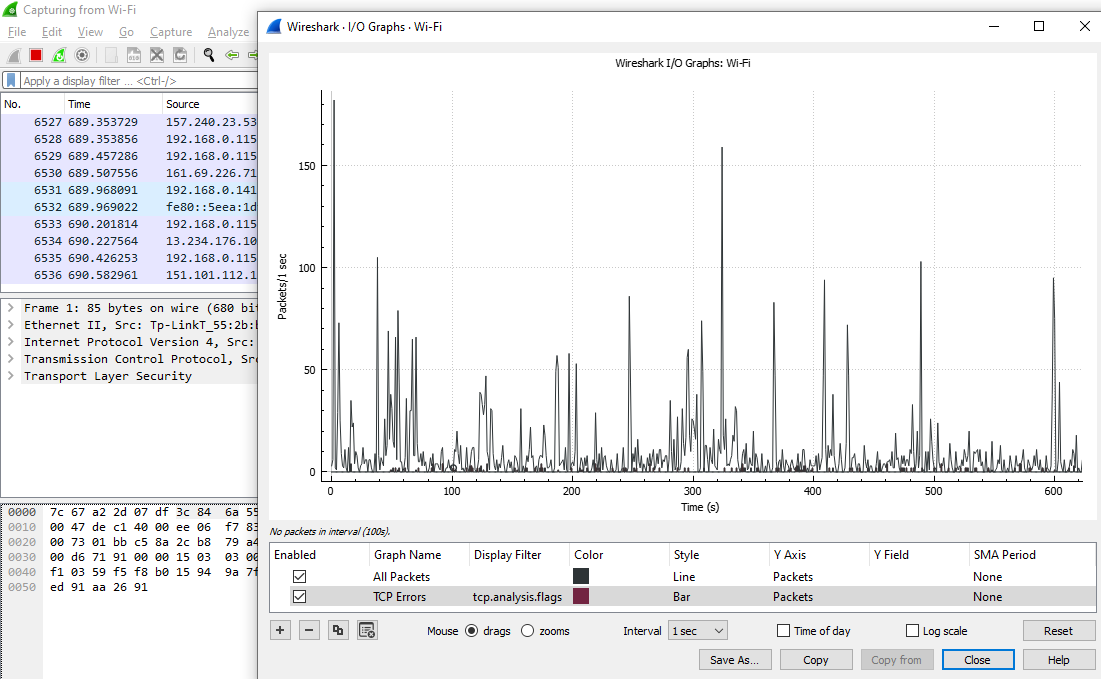 Capturing from Wi-Fi
File Edit View Go Capture Analyze
Apply a display filter ... <Ctrl-/>
No. Time Source
6527 689.353729 157.240.23.53
6528 689.353856 192.168.0.115
6529 689.457286 192.168.0.115
6530 689.507556 161.69.226.71
6531 689.968091 192.168.0.141
6532 689.969022 fe80::5eea:1d
6533 690.201814 192.168.0.115
6534 690.227564 13.234.176.10
6535 690.426253 192.168.0.115
6536 690.582961 151.101.112.1
Frame 1: 85 bytes on wire (680 bi
Ethernet II, Src: Tp-LinkT_55:2b:
Internet Protocol Version 4, Src:
Transmission Control Protocol, Src
Transport Layer Security
0000 7c 67 a2 2d 07 df 3c 84 6a 55
0010 00 47 de c1 40 00 ee 06 f7 83
0020 00 73 01 bb c5 8a 2c b8 79 a4
0030 00 d6 71 91 00 00 15 03 03 00
0040 f1 03 59 f5 f8 b0 15 94 9a 7f
0050 ed 91 aa 26 91
Wireshark · I/O Graphs · Wi-Fi
Wireshark I/O Graphs: Wi-Fi
Packets/1 sec
150
100
50
0
0 100 200 300 400 500 600
Time (s)
No packets in interval (100s).
Enabled Graph Name Display Filter Color Style Y Axis Y Field SMA Period
All Packets Line Packets None
TCP Errors tcp.analysis.flags Bar Packets None
Mouse drags zooms Interval 1 sec Time of day Log scale Reset
Save As... Copy Copy from Close Help